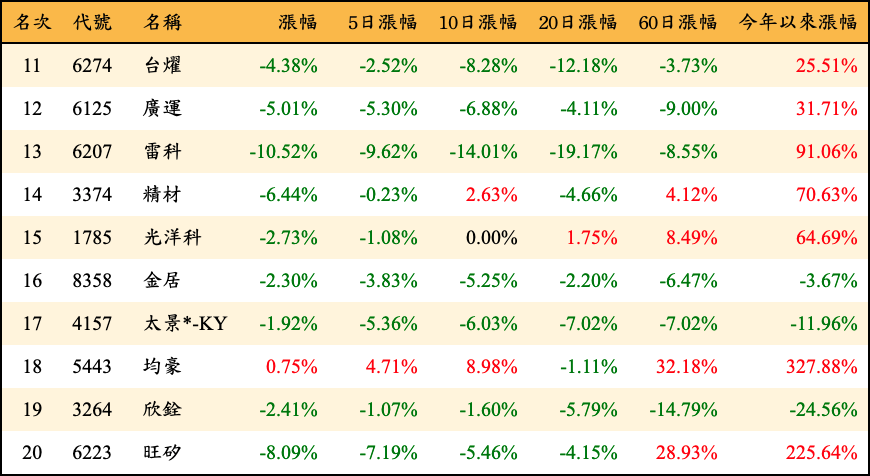 名次 代號 名稱 漲幅 5日漲幅 10日漲幅 20日漲幅 60日漲幅 今年以來漲幅
11 6274 台燿 -4.38% -2.52% -8.28% -12.18% -3.73% 25.51%
12 6125 廣運 -5.01% -5.30% -6.88% -4.11% -9.00% 31.71%
13 6207 雷科 -10.52% -9.62% -14.01% -19.17% -8.55% 91.06%
14 3374 精材 -6.44% -0.23% 2.63% -4.66% 4.12% 70.63%
15 1785 光洋科 -2.73% -1.08% 0.00% 1.75% 8.49% 64.69%
16 8358 金居 -2.30% -3.83% -5.25% -2.20% -6.47% -3.67%
17 4157 太景*-KY -1.92% -5.36% -6.03% -7.02% -7.02% -11.96%
18 5443 均豪 0.75% 4.71% 8.98% -1.11% 32.18% 327.88%
19 3264 欣銓 -2.41% -1.07% -1.60% -5.79% -14.79% -24.56%
20 6223 旺矽 -8.09% -7.19% -5.46% -4.15% 28.93% 225.64%